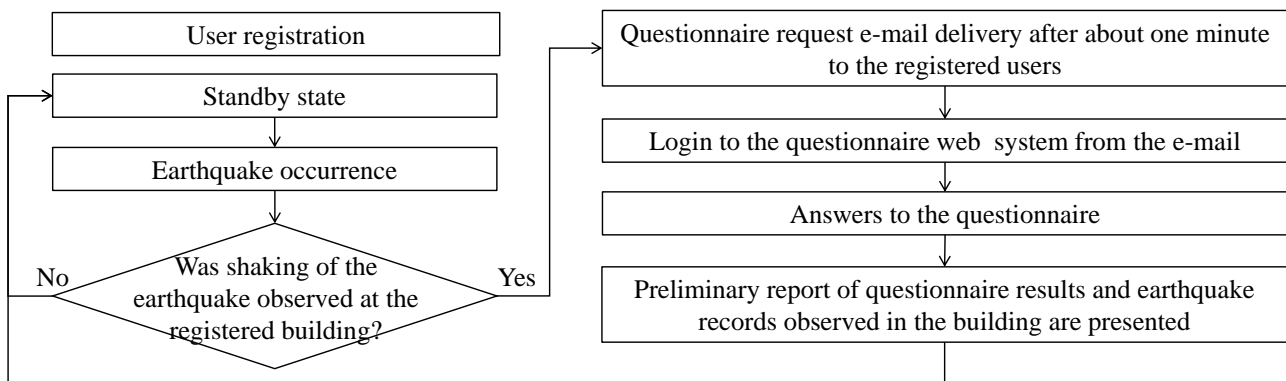 User registration
Standby state
Earthquake occurrence
No
Was shaking of the
earthquake observed at the
registered building?
Yes
Questionnaire request e-mail delivery after about one minute
to the registered users
Login to the questionnaire web  system from the e-mail
Answers to the questionnaire
Preliminary report of questionnaire results and earthquake
records observed in the building are presented